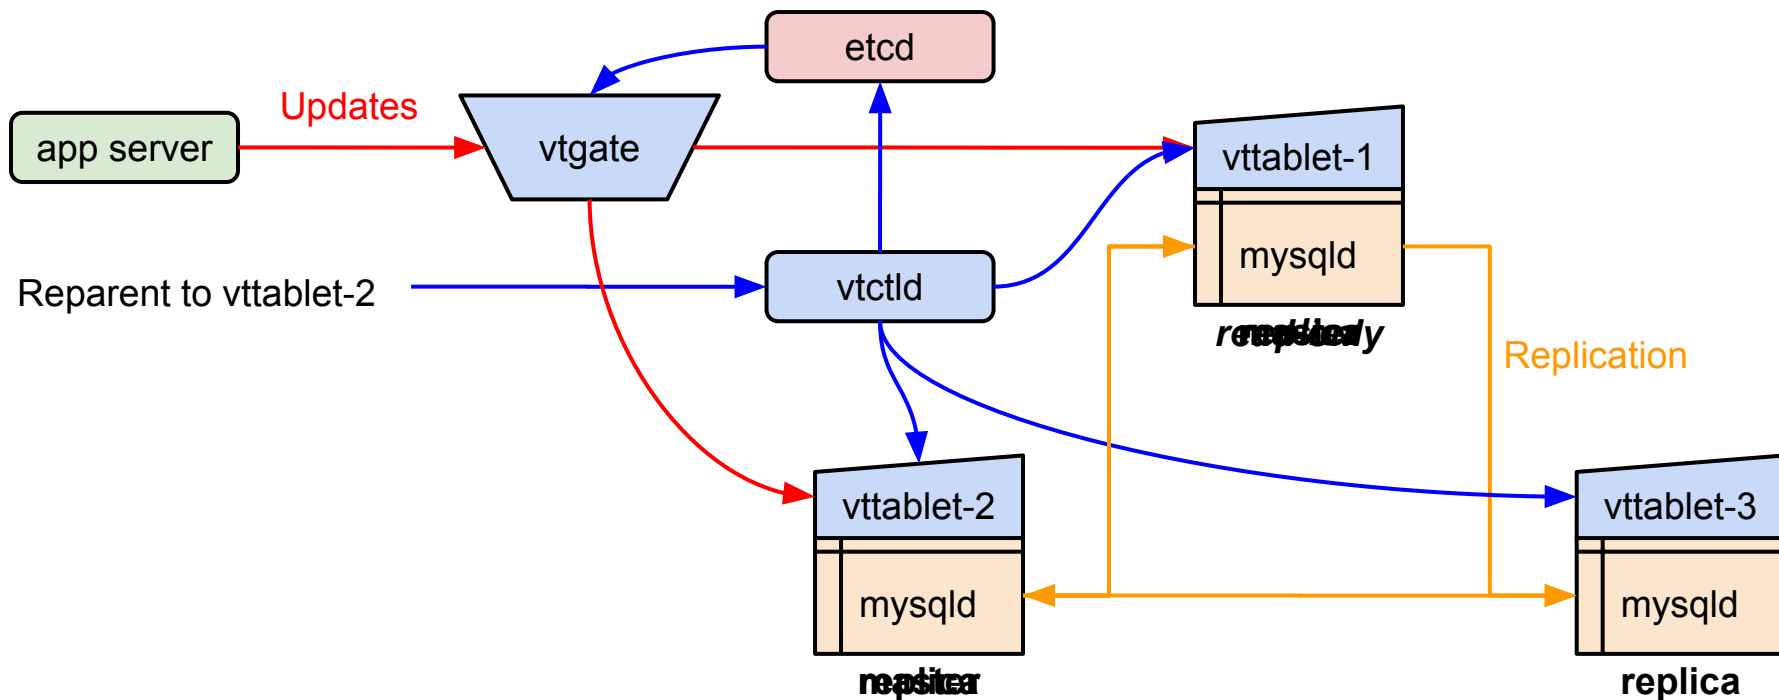 etcd
Updates
app server
vtgate
vttablet-1
Reparent to vttablet-2
vtctld
mysqld
Replication
vttablet-2
vttablet-3
mysqld
mysqld
replica